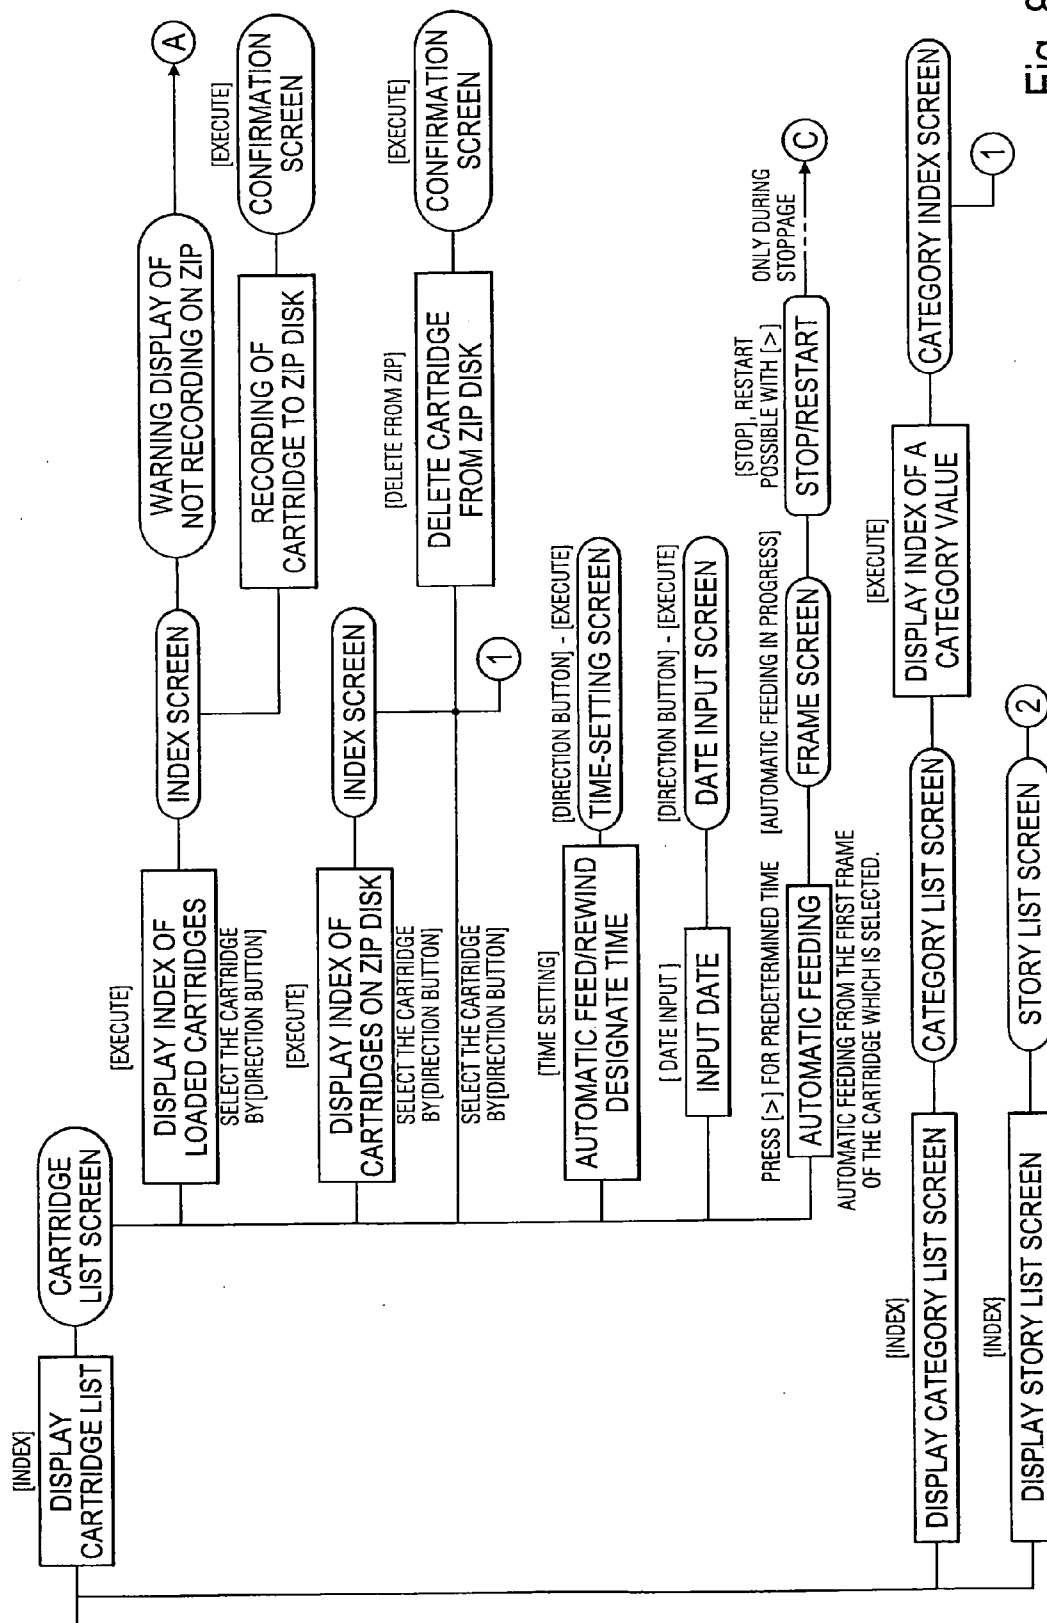 [INDEX]
DISPLAY
CARTRIDGE LIST
CARTRIDGE
LIST SCREEN
[EXECUTE]
DISPLAY INDEX OF
LOADED CARTRIDGES
SELECT THE CARTRIDGE
BY[DIRECTION BUTTON]
INDEX SCREEN
WARNING DISPLAY OF
NOT RECORDING ON ZIP
A
RECORDING OF
CARTRIDGE TO ZIP DISK
[EXECUTE]
CONFIRMATION
SCREEN
[EXECUTE]
DISPLAY INDEX OF
CARTRIDGES ON ZIP DISK
SELECT THE CARTRIDGE
BY[DIRECTION BUTTON]
INDEX SCREEN
SELECT THE CARTRIDGE
BY[DIRECTION BUTTON]
1
[DELETE FROM ZIP]
DELETE CARTRIDGE
FROM ZIP DISK
[EXECUTE]
CONFIRMATION
SCREEN
[TIME SETTING]
AUTOMATIC FEED/REWIND
DESIGNATE TIME
[DIRECTION BUTTON] - [EXECUTE]
TIME-SETTING SCREEN
[ DATE INPUT ]
INPUT DATE
[DIRECTION BUTTON] - [EXECUTE]
DATE INPUT SCREEN
PRESS [>] FOR PREDETERMINED TIME
AUTOMATIC FEEDING
AUTOMATIC FEEDING FROM THE FIRST FRAME
OF THE CARTRIDGE WHICH IS SELECTED.
[AUTOMATIC FEEDING IN PROGRESS]
FRAME SCREEN
[STOP], RESTART
POSSIBLE WITH [>]
STOP/RESTART
ONLY DURING
STOPPAGE
C
[INDEX]
DISPLAY CATEGORY LIST SCREEN
CATEGORY LIST SCREEN
[EXECUTE]
DISPLAY INDEX OF A
CATEGORY VALUE
CATEGORY INDEX SCREEN
1
[INDEX]
DISPLAY STORY LIST SCREEN
STORY LIST SCREEN
2